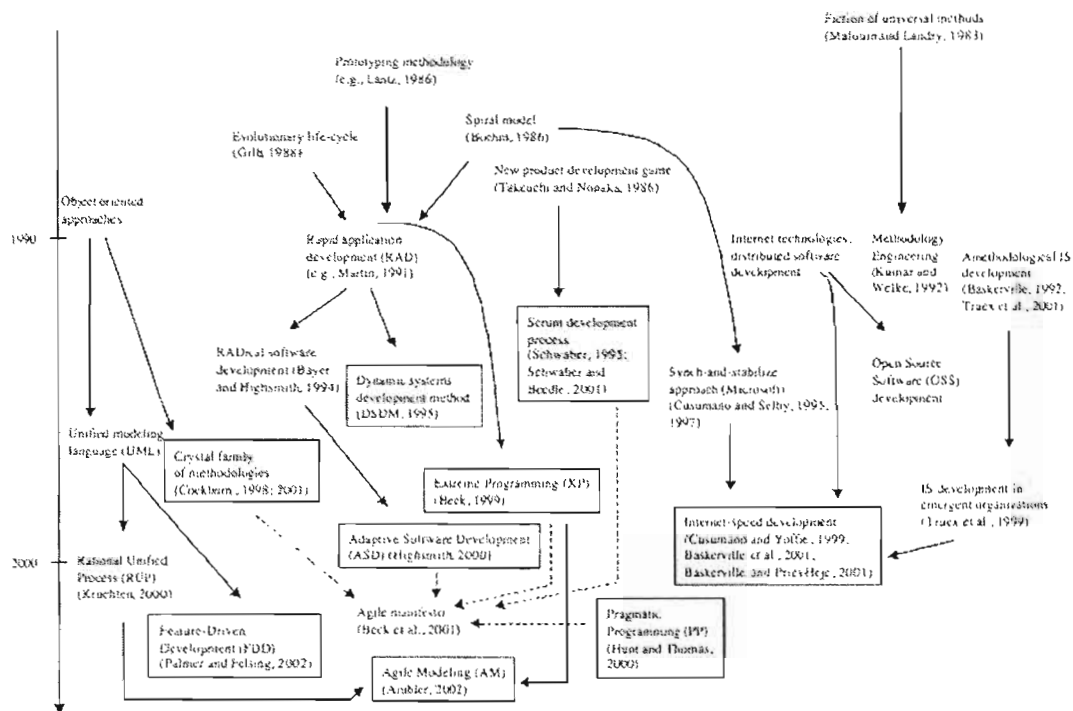 Fiction of universal methods
(Malouin and Landry, 1983)
Prototyping methodology
(e.g., Lantz, 1986)
Spiral model
(Boehm, 1986)
Evolutionary life-cycle
(Gilb, 1988)
New product development game
(Takeuchi and Nonaka, 1986)
Object oriented
approaches
1990
Rapid application
development (RAD)
(e.g., Martin, 1991)
Internet technologies,
distributed software
development
Methodology
Engineering
(Kumar and
Welke, 1992)
Amethodological IS
development
(Baskerville, 1992,
Truex et al., 2001)
RADical software
development (Bayer
and Highsmith, 1994)
Dynamic systems
development method
(DSDM, 1995)
Scrum development
process
(Schwaber, 1995;
Schwaber and
Beedle, 2001)
Synch-and-stabilize
approach (Microsoft)
(Cusumano and Selby, 1995,
1997)
Open Source
Software (OSS)
development
Unified modeling
language (UML)
Crystal family
of methodologies
(Cockburn, 1998; 2001)
Extreme Programming (XP)
(Beck, 1999)
IS development in
emergent organizations
(Truex et al., 1999)
Adaptive Software Development
(ASD) (Highsmith, 2000)
Internet-speed development
(Cusumano and Yoffie, 1999,
Baskerville et al., 2001,
Baskerville and Pries-Heje, 2001)
2000
Rational Unified
Process (RUP)
(Kruchten, 2000)
Agile manifesto
(Beck et al., 2001)
Pragmatic
Programming (PP)
(Hunt and Thomas,
2000)
Feature-Driven
Development (FDD)
(Palmer and Felsing, 2002)
Agile Modeling (AM)
(Ambler, 2002)